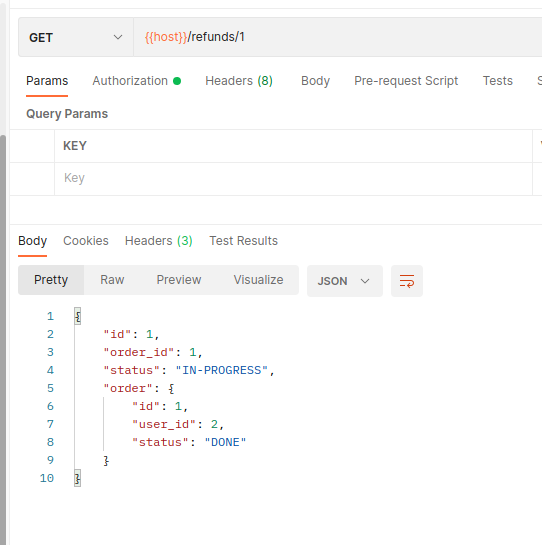 GET {{host}}/refunds/1
Params Authorization Headers (8) Body Pre-request Script Tests
Query Params
KEY
Key
Body Cookies Headers (3) Test Results
Pretty Raw Preview Visualize JSON
1 {
2 "id": 1,
3 "order_id": 1,
4 "status": "IN-PROGRESS",
5 "order": {
6 "id": 1,
7 "user_id": 2,
8 "status": "DONE"
9 }
10 }